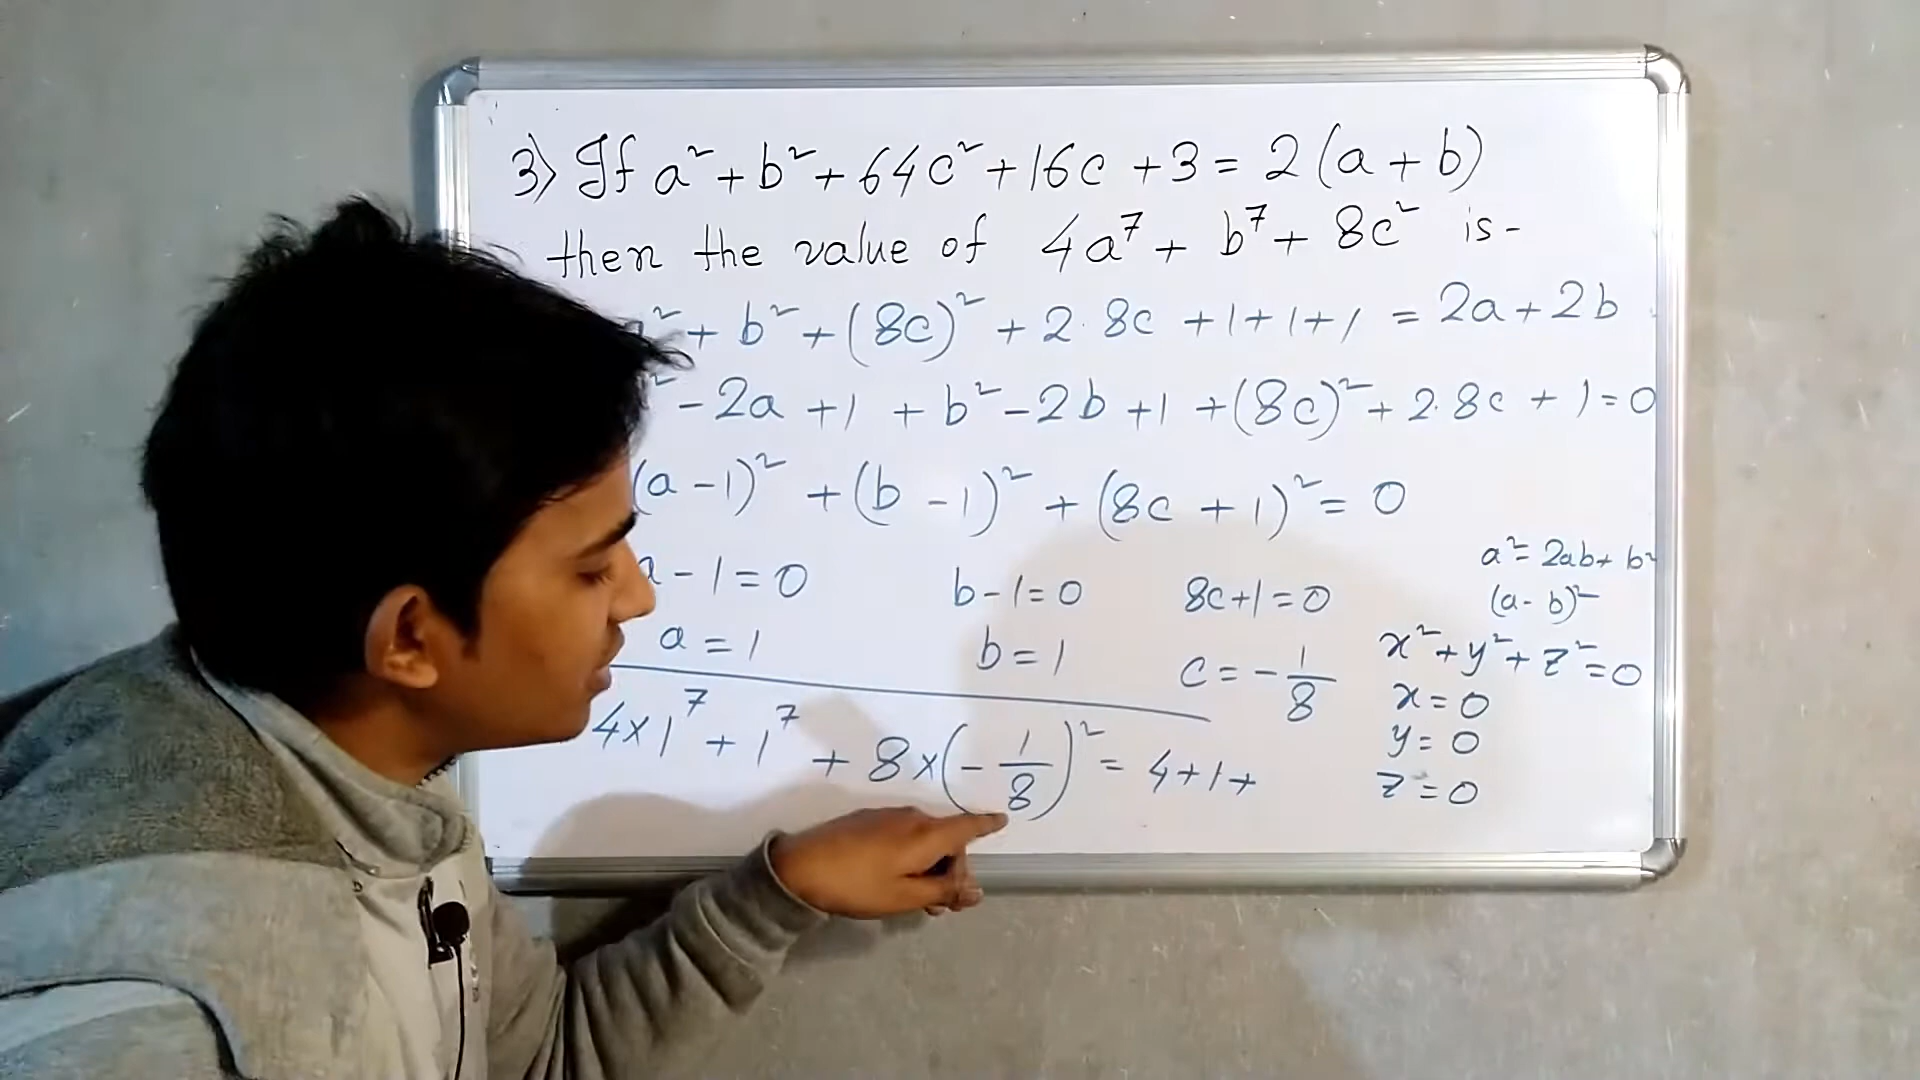 3) If a² + b² + 64c² + 16c + 3 = 2(a + b)
then the value of 4a⁷ + b⁷ + 8c² is -
² + b² + (8c)² + 2·8c + 1 + 1 + 1 = 2a + 2b
² - 2a + 1 + b² - 2b + 1 + (8c)² + 2·8c + 1 = 0
(a - 1)² + (b - 1)² + (8c + 1)² = 0
a - 1 = 0 b - 1 = 0 8c + 1 = 0
a = 1 b = 1 c = -1/8
4 × 1⁷ + 1⁷ + 8 × (-1/8)² = 4 + 1 +
a² = 2ab + b²
(a - b)²
x² + y² + z² = 0
x = 0
y = 0
z = 0